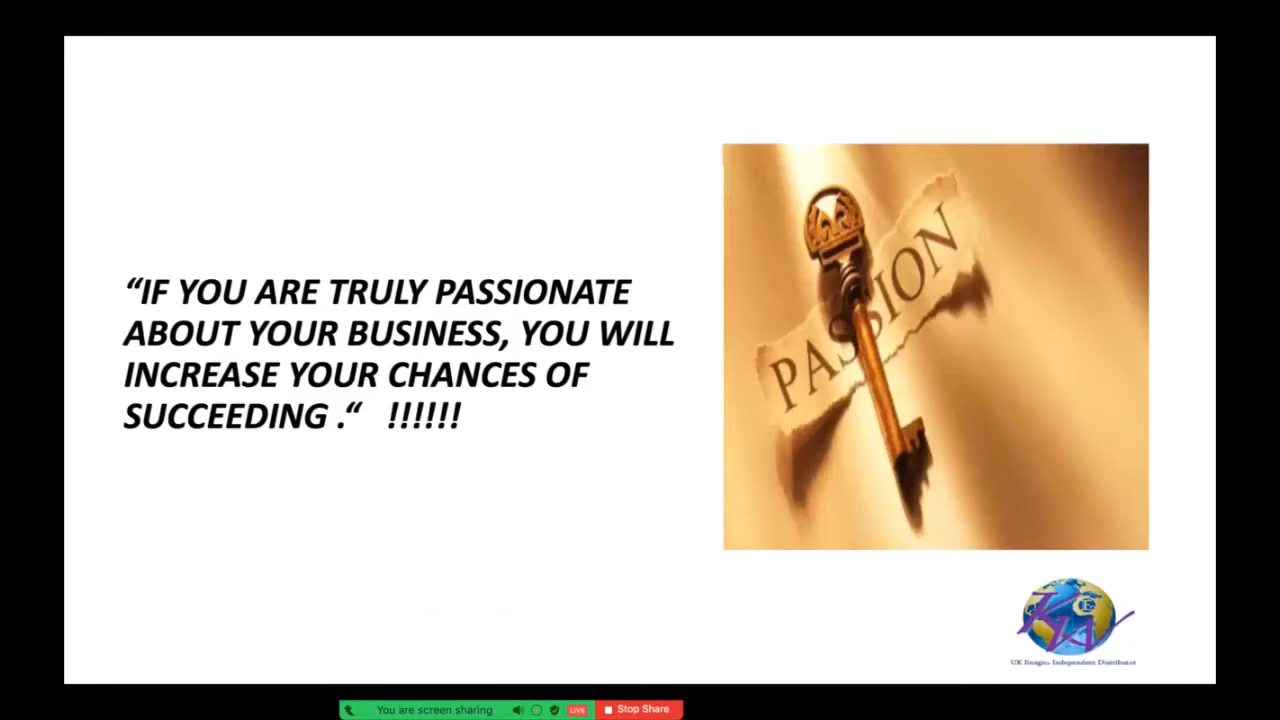 “IF YOU ARE TRULY PASSIONATE
ABOUT YOUR BUSINESS, YOU WILL
INCREASE YOUR CHANCES OF
SUCCEEDING .“ !!!!!!
PASSION
UK Enagic® Independent Distributor
You are screen sharing
LIVE
Stop Share